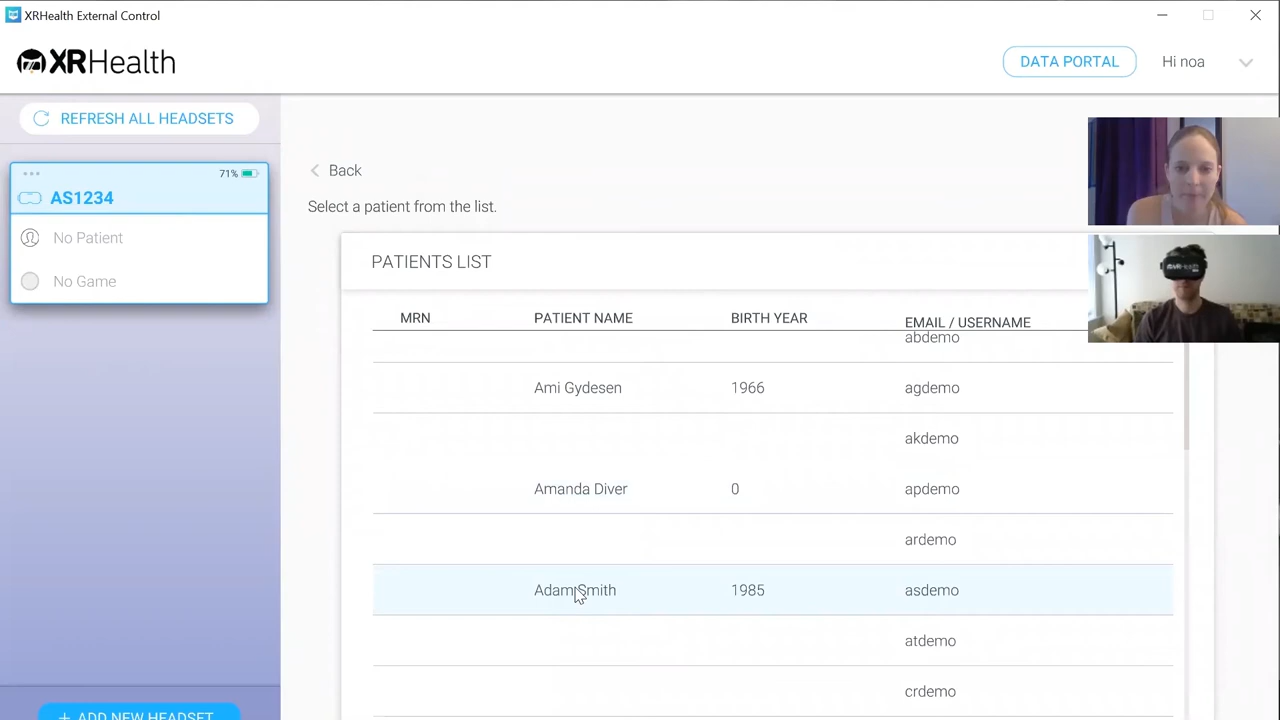 XRHealth External Control
XRHealth
DATA PORTAL
Hi noa
REFRESH ALL HEADSETS
71%
AS1234
No Patient
No Game
Back
Select a patient from the list.
PATIENTS LIST
MRN PATIENT NAME BIRTH YEAR EMAIL / USERNAME
abdemo
Ami Gydesen 1966 agdemo
akdemo
Amanda Diver 0 apdemo
ardemo
Adam Smith 1985 asdemo
atdemo
crdemo
+ ADD NEW HEADSET
XRHealth